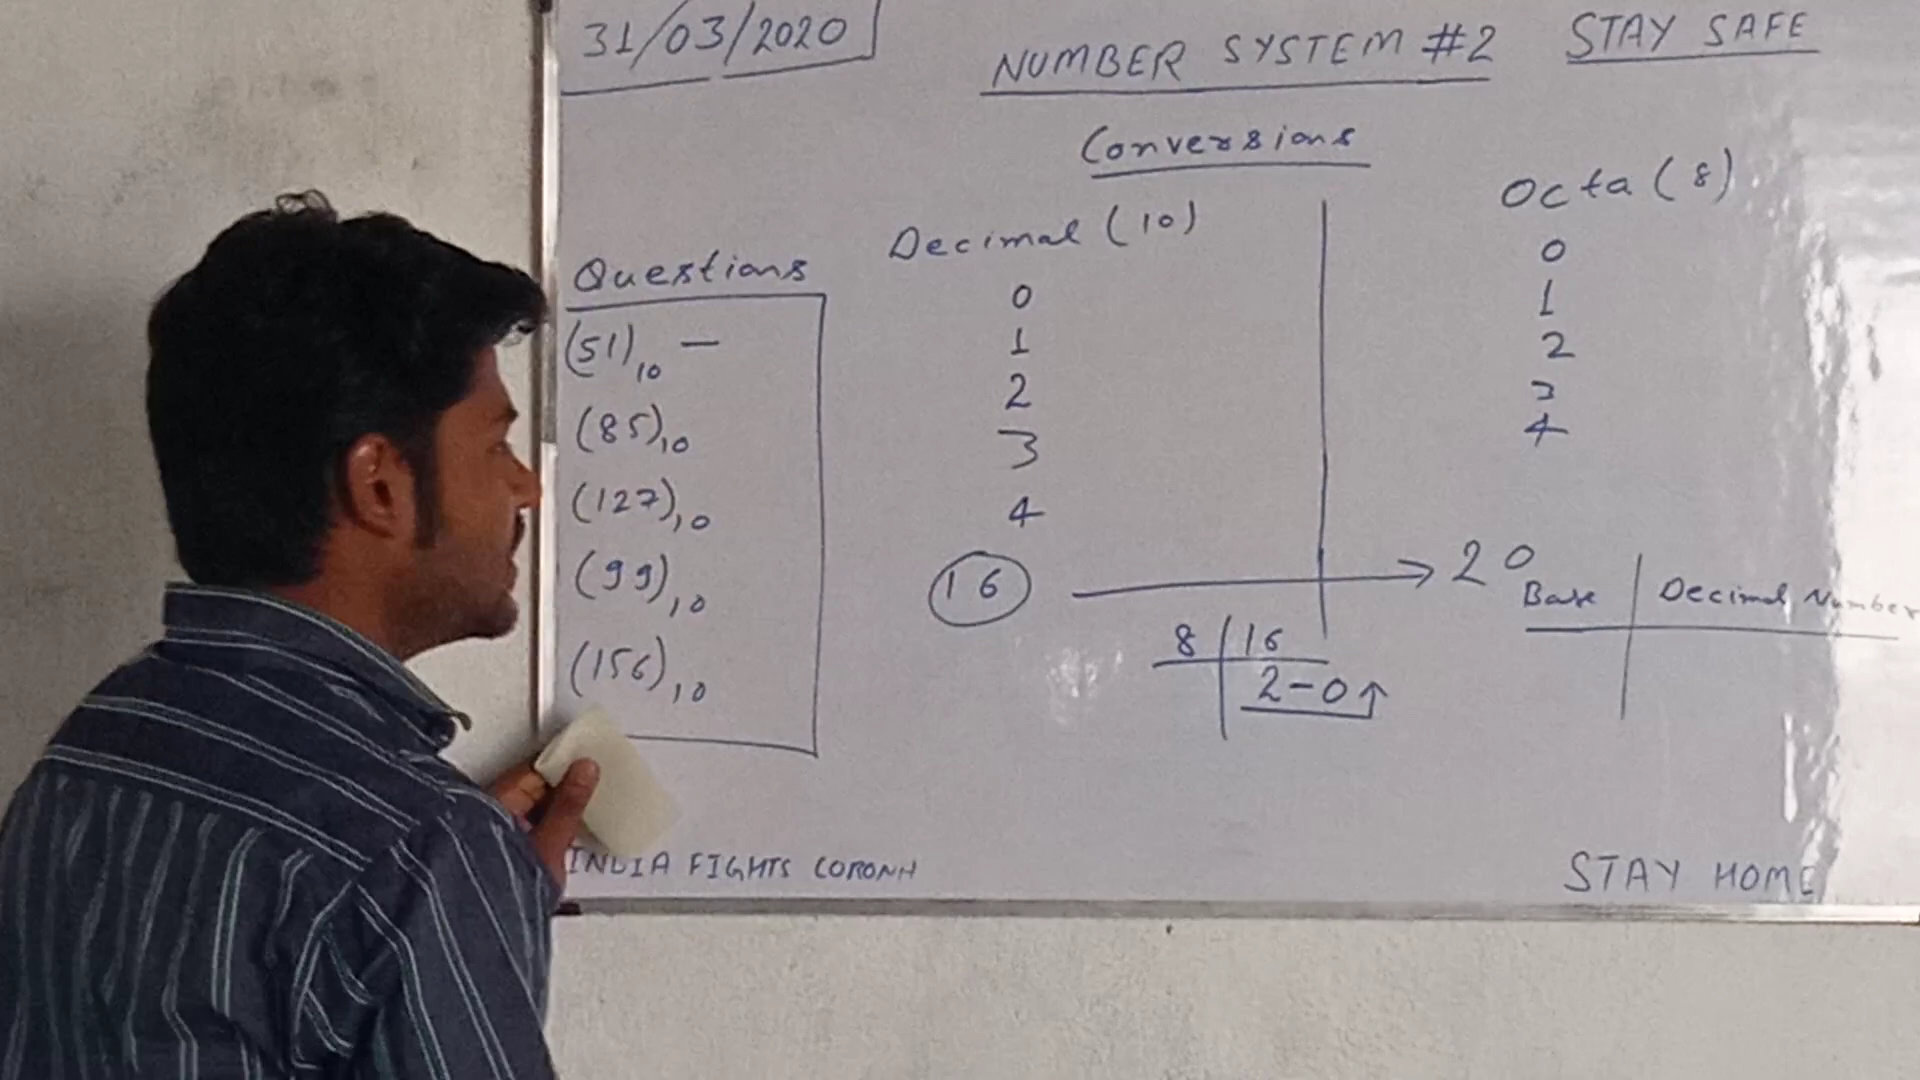 31/03/2020
NUMBER SYSTEM #2
STAY SAFE
Conversions
Questions
(51)10 —
(85)10
(127)10
(99)10
(156)10
Decimal (10)
0
1
2
3
4
16 → 20
8 | 16
2-0↑
Octa (8)
0
1
2
3
4
Base | Decimal Number
INDIA FIGHTS CORONA
STAY HOME